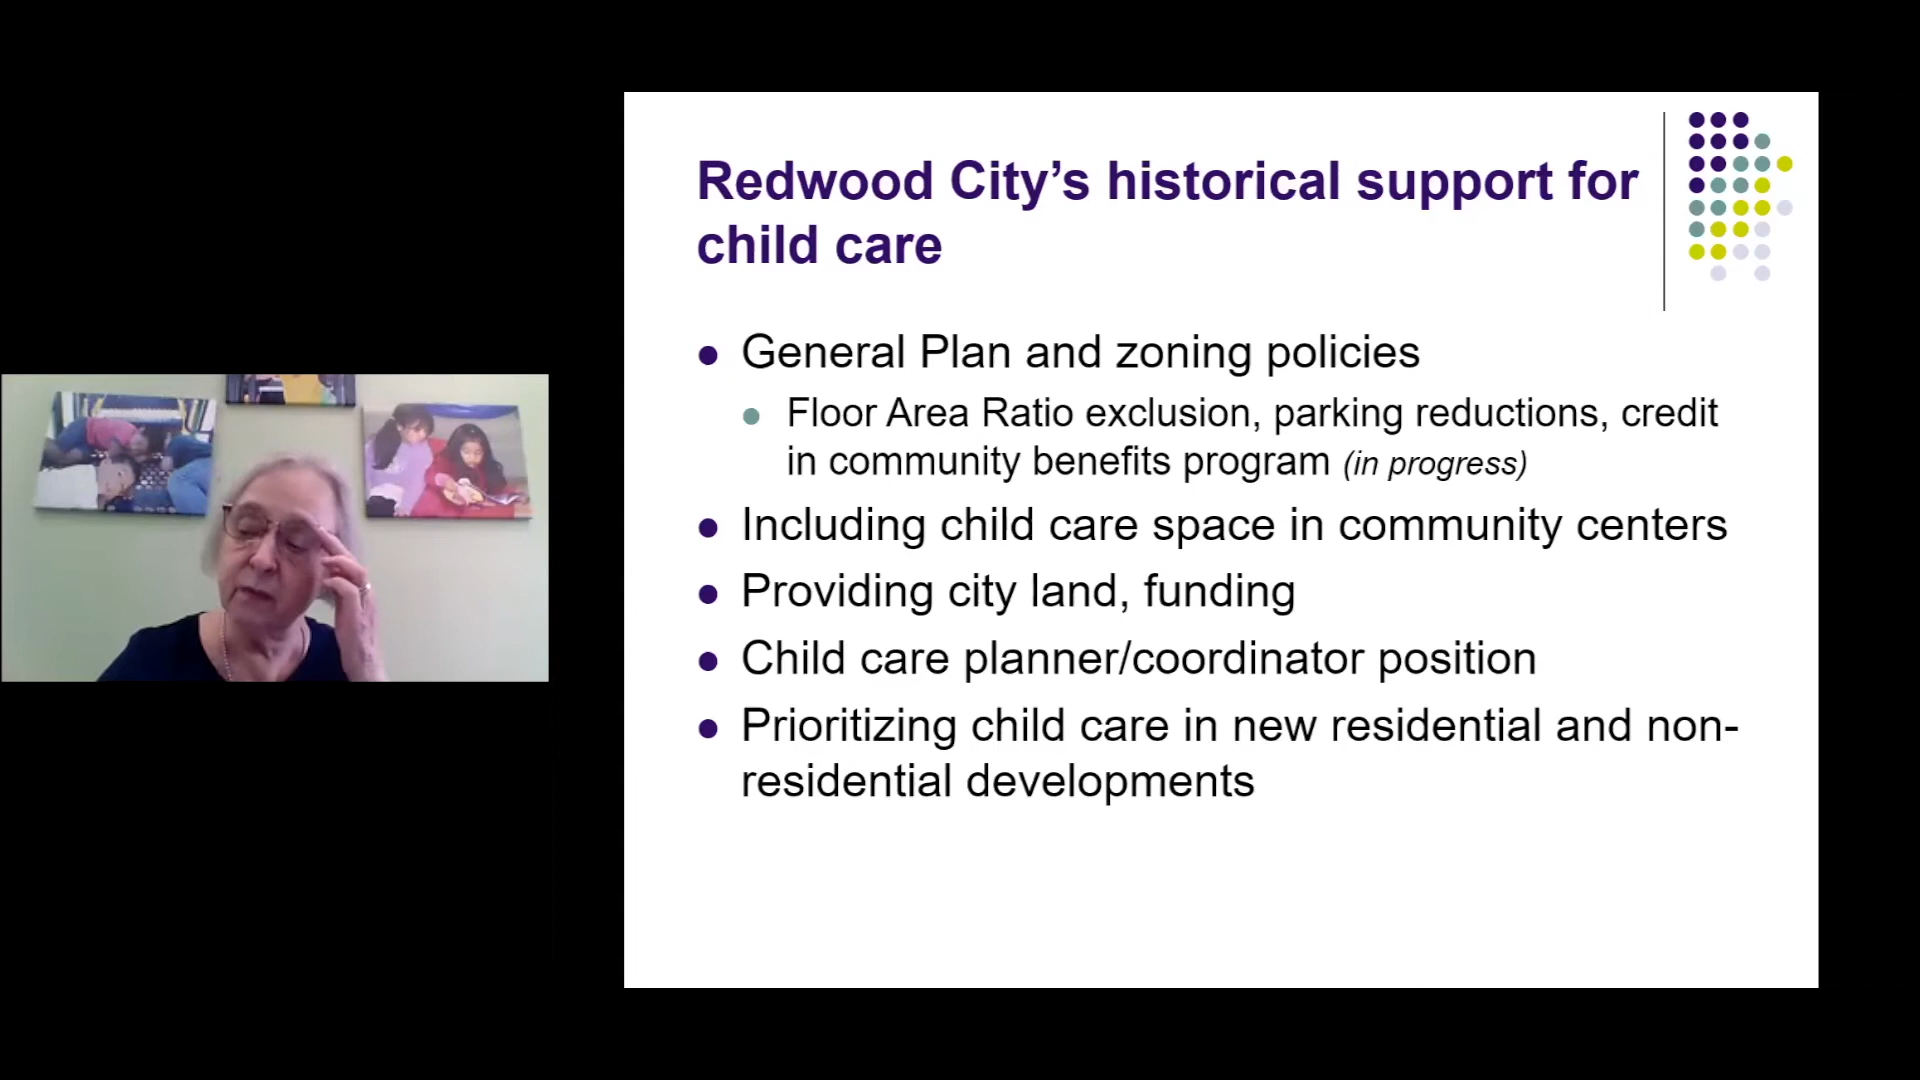 Redwood City’s historical support for
child care
General Plan and zoning policies
Floor Area Ratio exclusion, parking reductions, credit
in community benefits program (in progress)
Including child care space in community centers
Providing city land, funding
Child care planner/coordinator position
Prioritizing child care in new residential and non-
residential developments